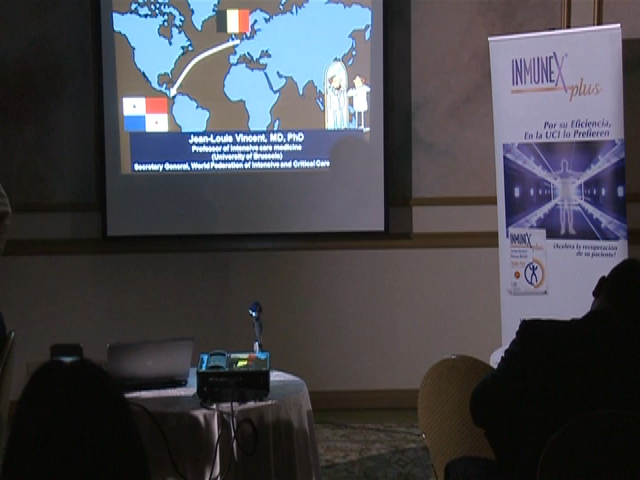 Jean-Louis Vincent, MD, PhD
Professor of intensive care medicine
(University of Brussels)
Secretary General, World Federation of Intensive and Critical Care
INMUNEX
plus
Por su Eficiencia,
En la UCI lo Prefieren
INMUNEX plus
¡Acelera la recuperación
de su paciente!